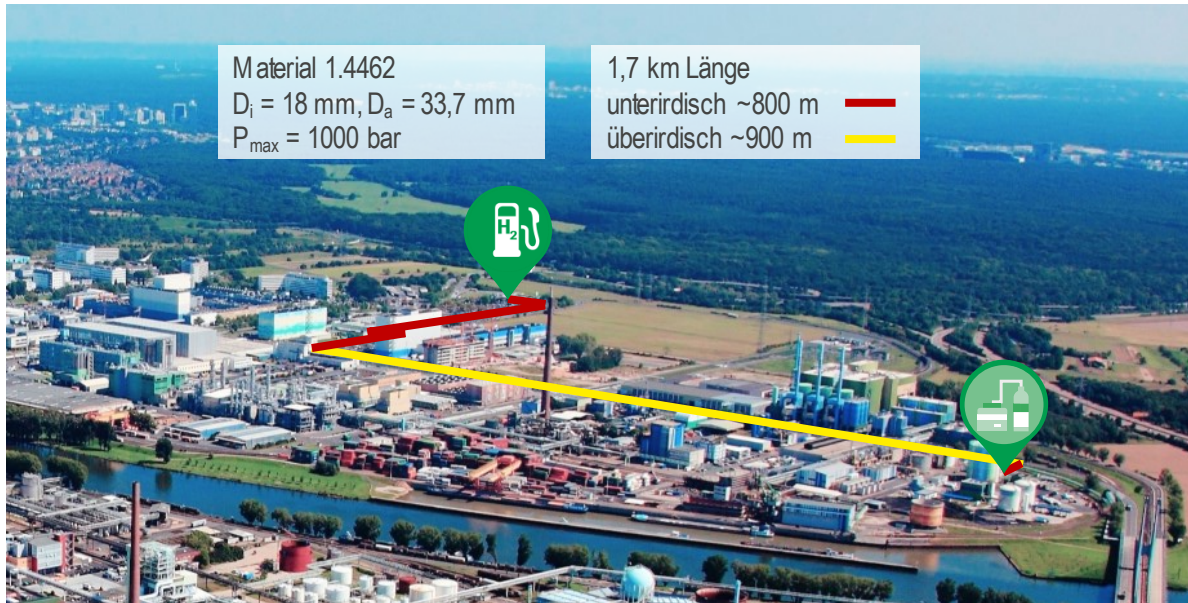 Material 1.4462
Dᵢ = 18 mm, Dₐ = 33,7 mm
Pₘₐₓ = 1000 bar
1,7 km Länge
unterirdisch ~800 m
überirdisch ~900 m
H₂